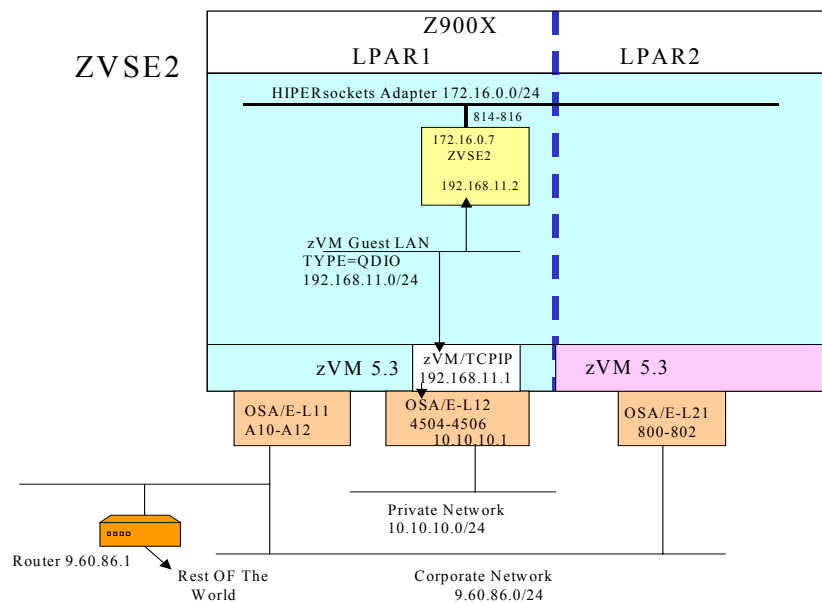 Z900X
ZVSE2
LPAR1
LPAR2
HIPERsockets Adapter 172.16.0.0/24
814-816
172.16.0.7
ZVSE2
192.168.11.2
zVM Guest LAN
TYPE=QDIO
192.168.11.0/24
zVM 5.3
zVM/TCPIP
192.168.11.1
zVM 5.3
OSA/E-L11
A10-A12
OSA/E-L12
4504-4506
10.10.10.1
OSA/E-L21
800-802
Private Network
10.10.10.0/24
Router 9.60.86.1
Rest OF The
World
Corporate Network
9.60.86.0/24